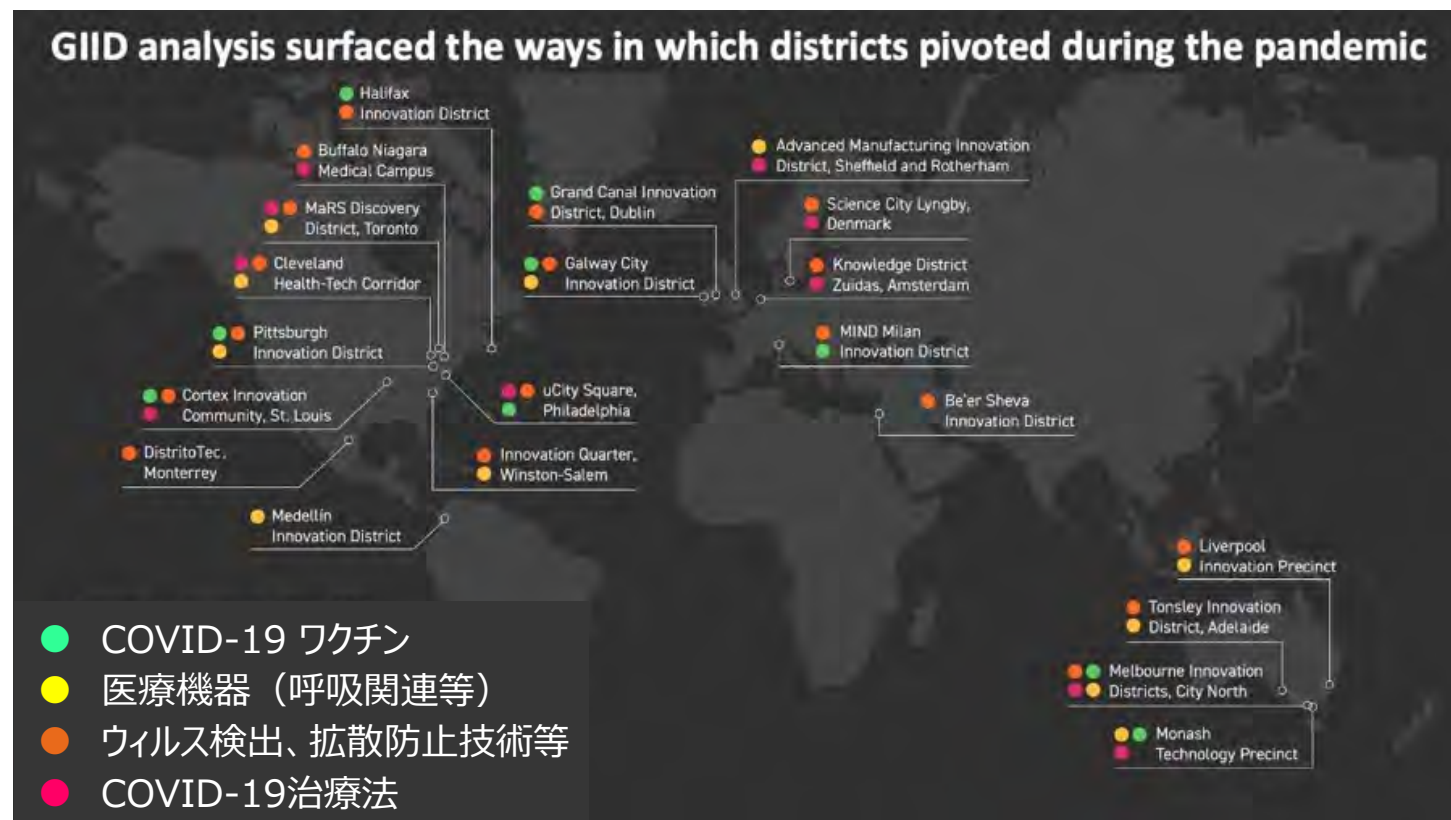 GIID analysis surfaced the ways in which districts pivoted during the pandemic
Halifax
Innovation District
Buffalo Niagara
Medical Campus
MaRS Discovery
District, Toronto
Cleveland
Health-Tech Corridor
Pittsburgh
Innovation District
Cortex Innovation
Community, St. Louis
DistritoTec,
Monterrey
Medellín
Innovation District
uCity Square,
Philadelphia
Innovation Quarter,
Winston-Salem
Grand Canal Innovation
District, Dublin
Galway City
Innovation District
Advanced Manufacturing Innovation
District, Sheffield and Rotherham
Science City Lyngby,
Denmark
Knowledge District
Zuidas, Amsterdam
MIND Milan
Innovation District
Be'er Sheva
Innovation District
Liverpool
Innovation Precinct
Tonsley Innovation
District, Adelaide
Melbourne Innovation
Districts, City North
Monash
Technology Precinct
COVID-19 ワクチン
医療機器（呼吸関連等）
ウィルス検出、拡散防止技術等
COVID-19治療法